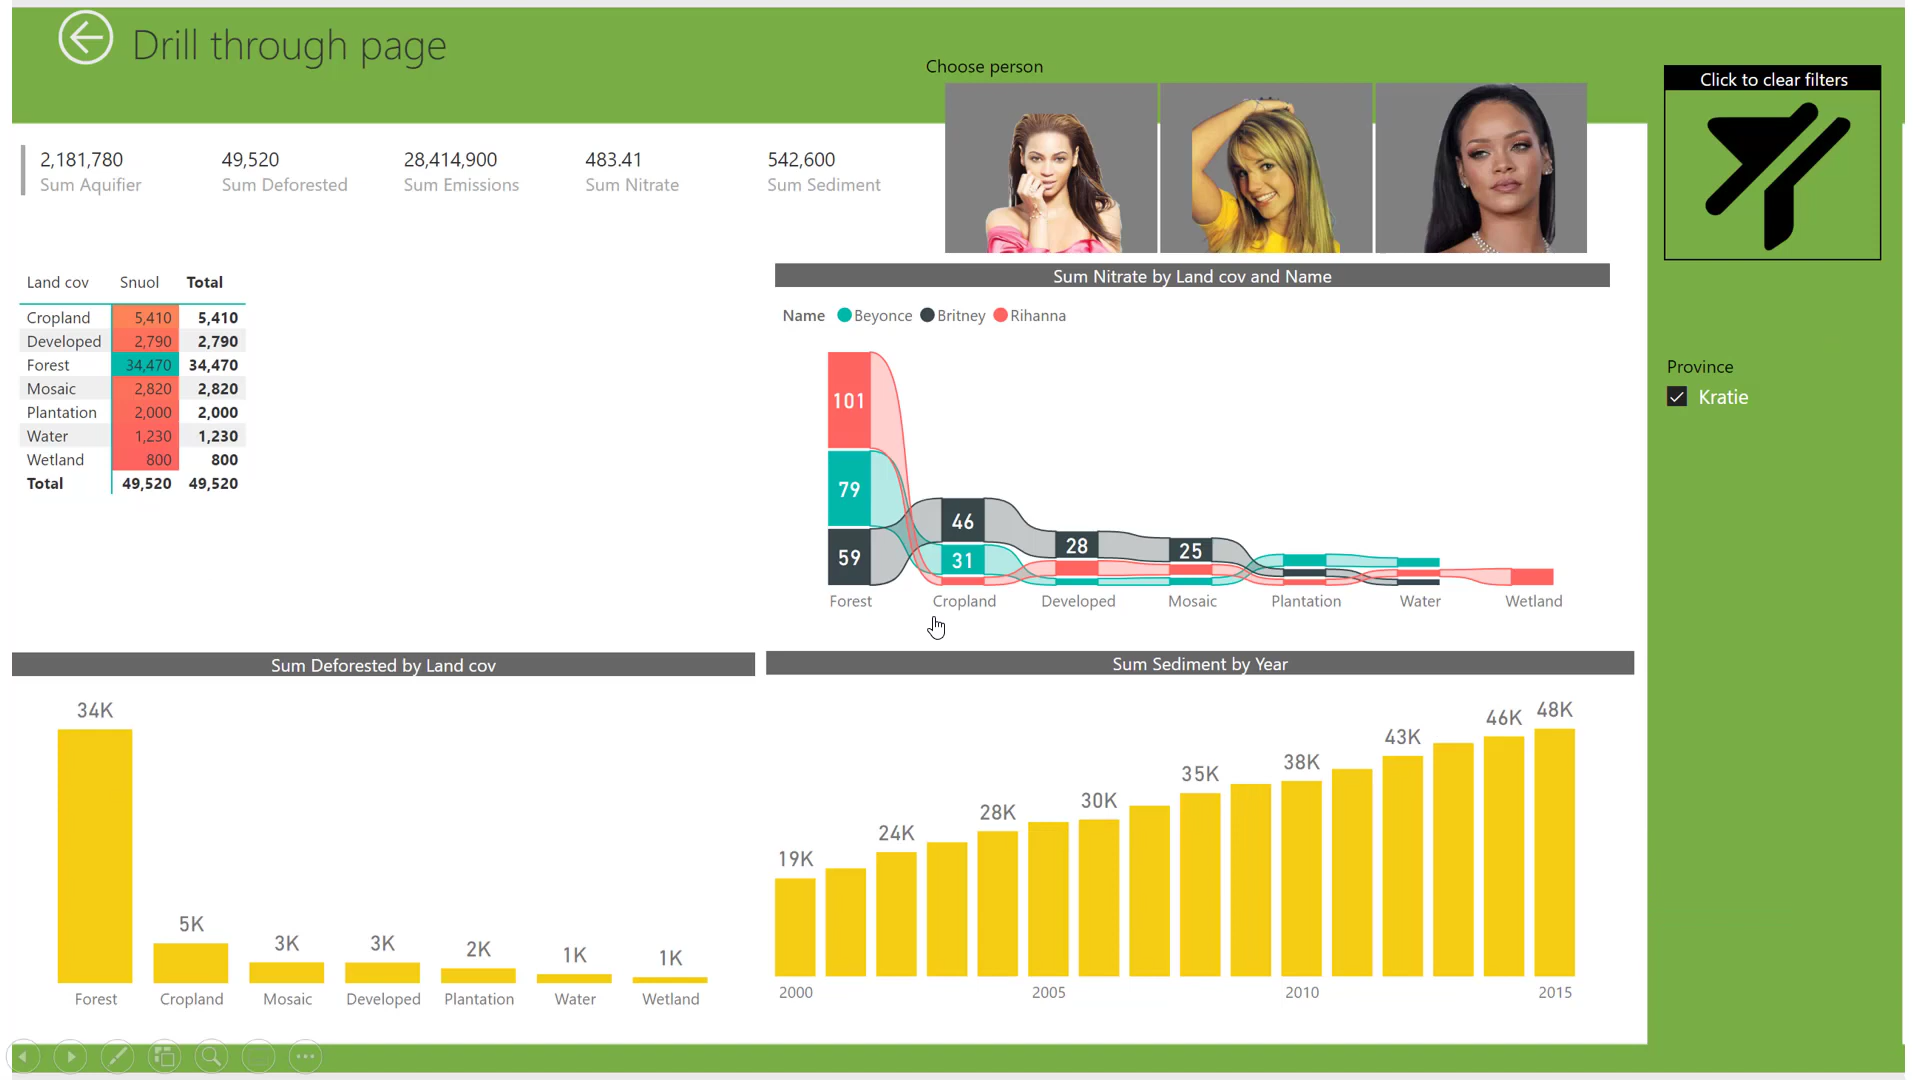 Drill through page
Choose person
Click to clear filters
2,181,780 49,520 28,414,900 483.41 542,600
Sum Aquifier Sum Deforested Sum Emissions Sum Nitrate Sum Sediment
Land cov Snuol Total
Cropland 5,410 5,410
Developed 2,790 2,790
Forest 34,470 34,470
Mosaic 2,820 2,820
Plantation 2,000 2,000
Water 1,230 1,230
Wetland 800 800
Total 49,520 49,520
Sum Nitrate by Land cov and Name
Name Beyonce Britney Rihanna
101
79
59
46
31
28
25
Forest Cropland Developed Mosaic Plantation Water Wetland
Province
Kratie
Sum Deforested by Land cov
34K
5K
3K
3K
2K
1K
1K
Forest Cropland Mosaic Developed Plantation Water Wetland
Sum Sediment by Year
19K
24K
28K
30K
35K
38K
43K
46K
48K
2000 2005 2010 2015